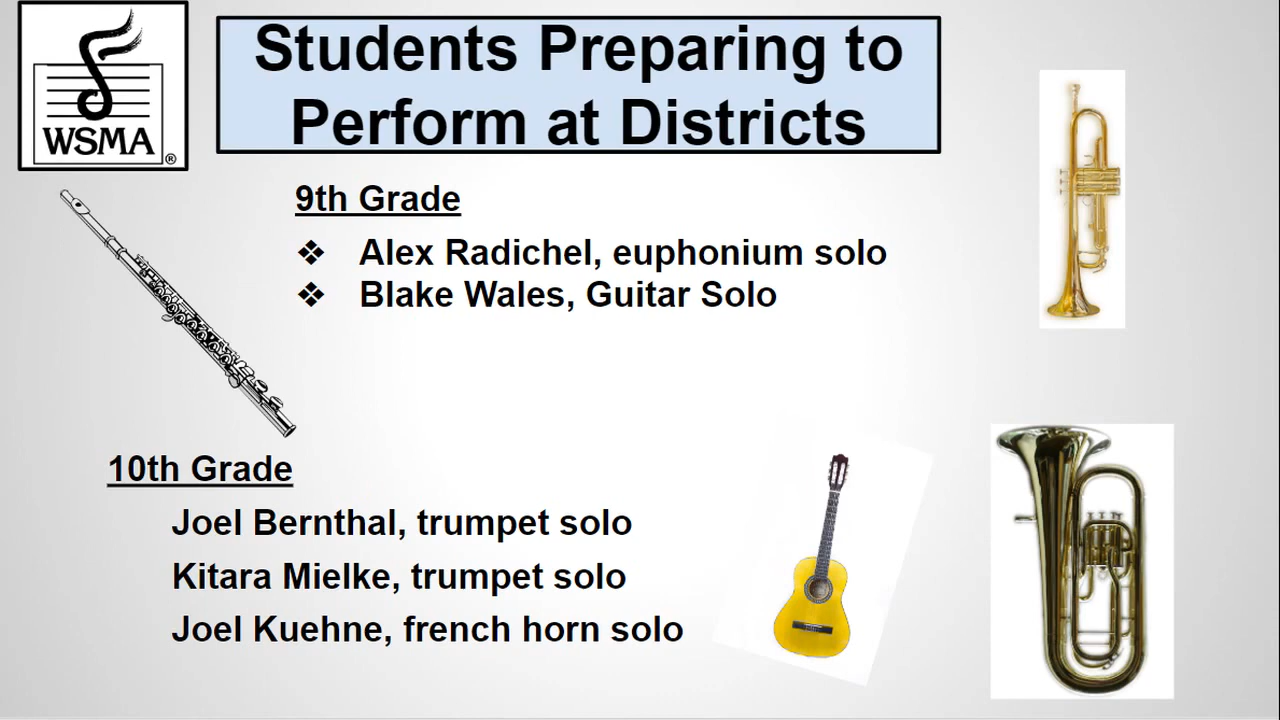 WSMA®
Students Preparing to
Perform at Districts
9th Grade
❖ Alex Radichel, euphonium solo
❖ Blake Wales, Guitar Solo
10th Grade
Joel Bernthal, trumpet solo
Kitara Mielke, trumpet solo
Joel Kuehne, french horn solo